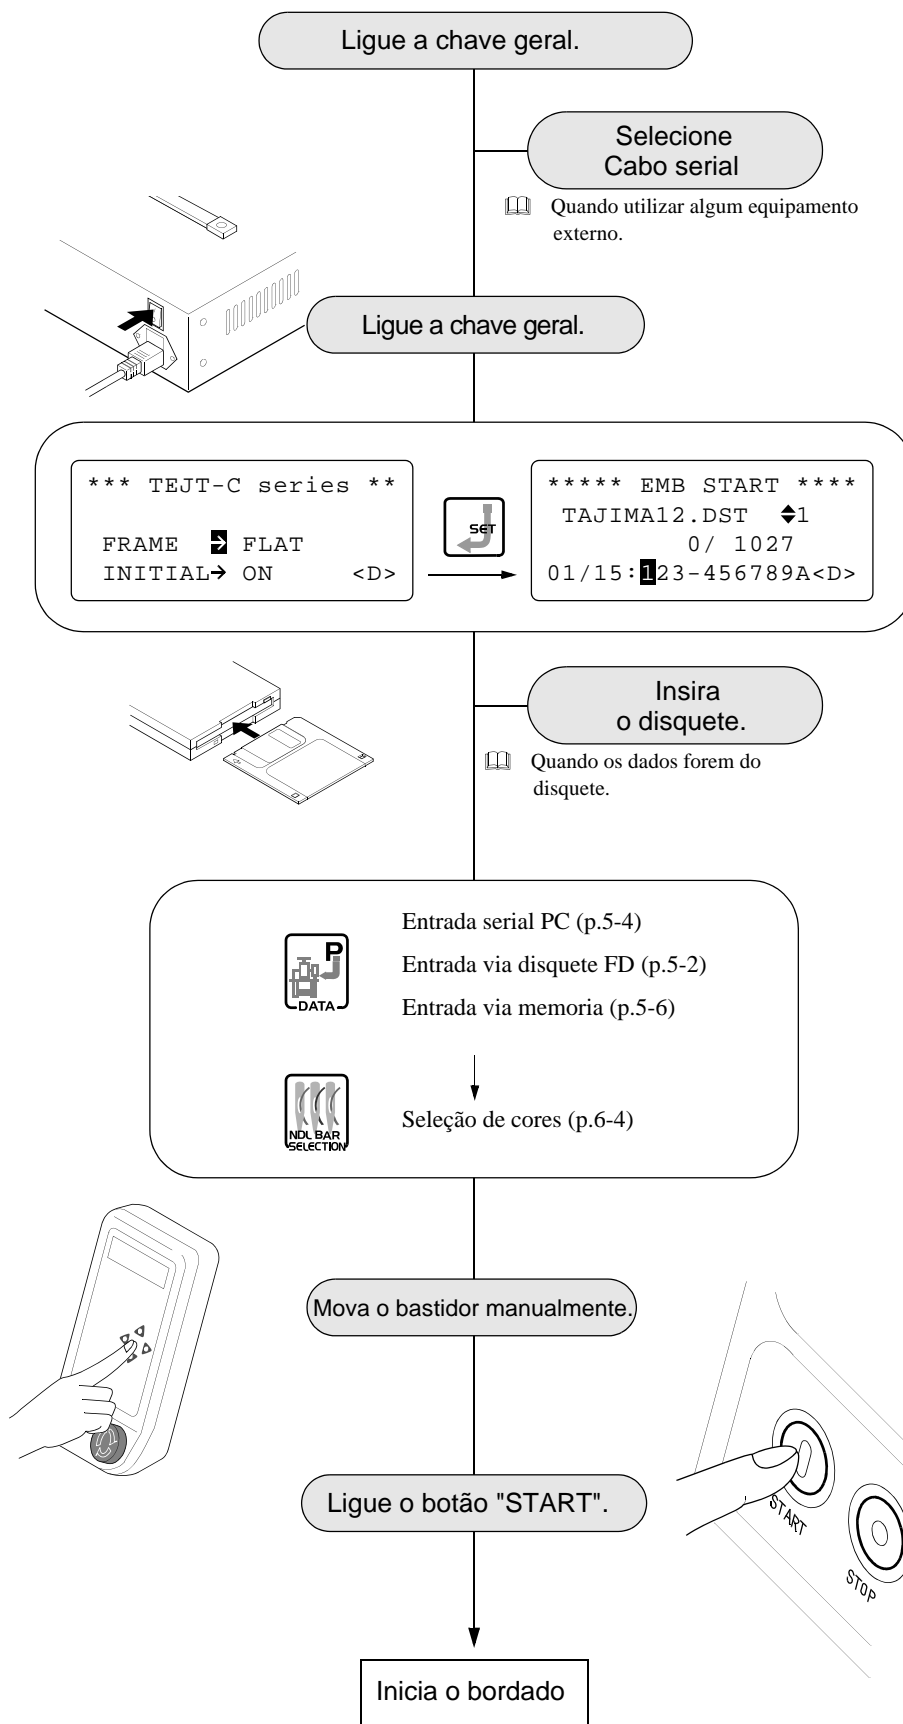 Ligue a chave geral.
Selecione
Cabo serial
Quando utilizar algum equipamento
externo.
Ligue a chave geral.
*** TEJT-C series **
FRAME → FLAT
INITIAL→ ON <D>
SET
***** EMB START ****
TAJIMA12.DST ◆1
0/ 1027
01/15:123-456789A<D>
Insira
o disquete.
Quando os dados forem do
disquete.
P
DATA
Entrada serial PC (p.5-4)
Entrada via disquete FD (p.5-2)
Entrada via memoria (p.5-6)
NDL BAR
SELECTION
Seleção de cores (p.6-4)
Mova o bastidor manualmente.
Ligue o botão "START".
START
STOP
Inicia o bordado